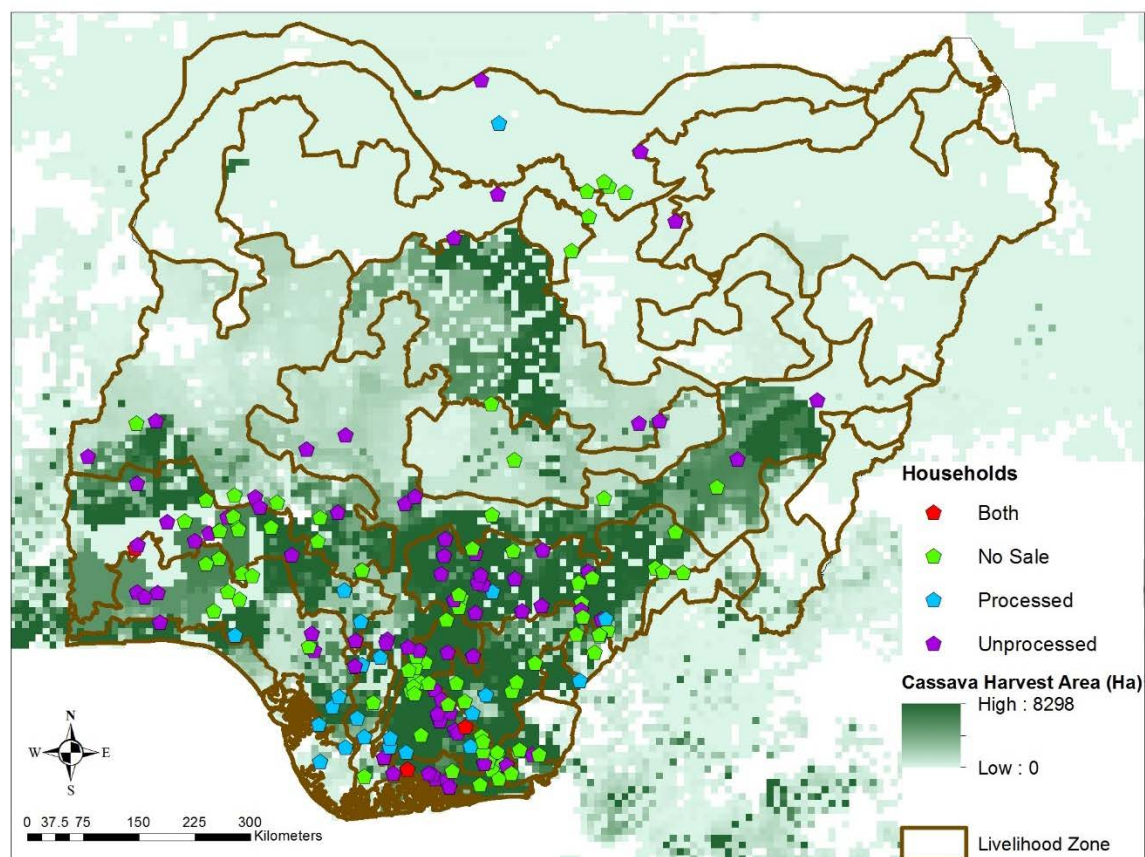 Households
Both
No Sale
Processed
Unprocessed
Cassava Harvest Area (Ha)
High : 8298
Low : 0
Livelihood Zone
N
W E
S
0 37.5 75 150 225 300
Kilometers